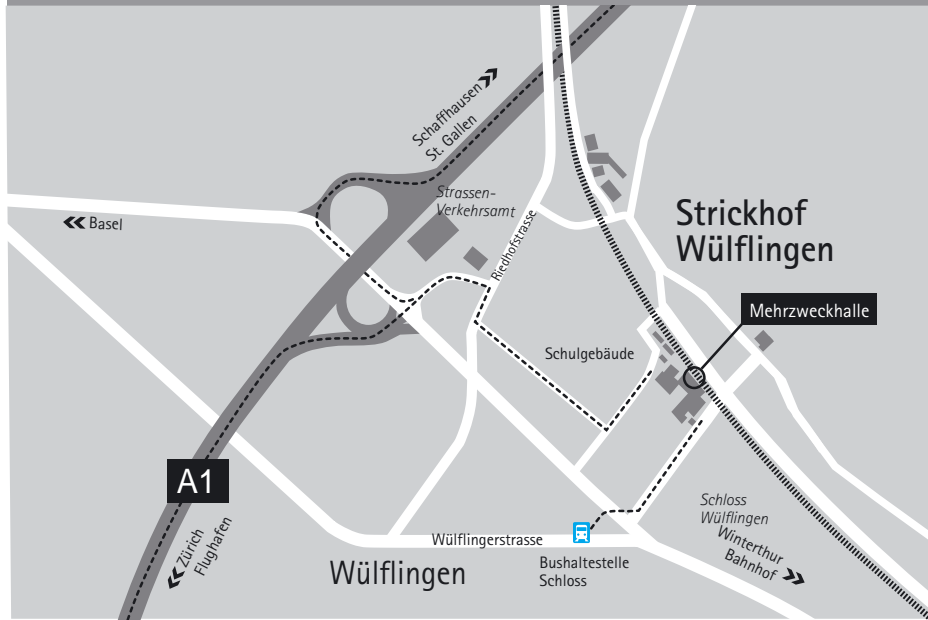 Schaffhausen
St. Gallen
Strassen-
Verkehrsamt
Basel
Riedhofstrasse
Strickhof
Wülflingen
Mehrzweckhalle
Schulgebäude
A1
Zürich
Flughafen
Wülflingerstrasse
Wülflingen
Bushaltestelle
Schloss
Schloss
Wülflingen
Winterthur
Bahnhof